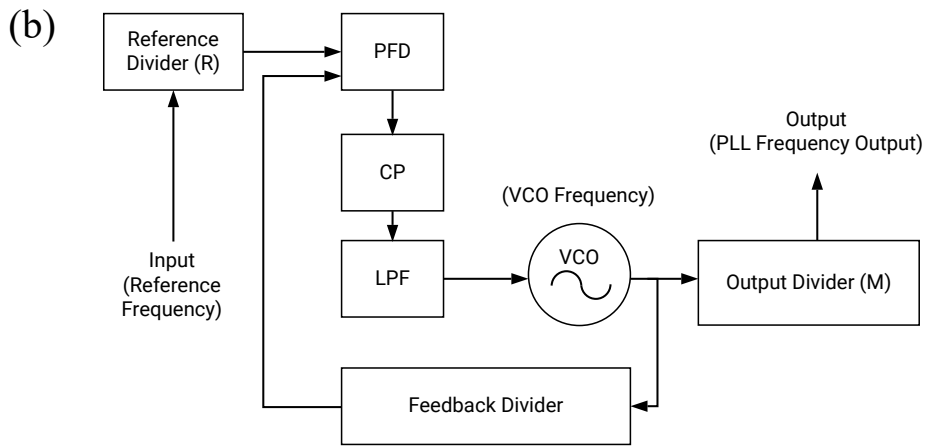 (b)
Reference
Divider (R)
PFD
CP
LPF
Input
(Reference
Frequency)
(VCO Frequency)
VCO
Output
(PLL Frequency Output)
Output Divider (M)
Feedback Divider